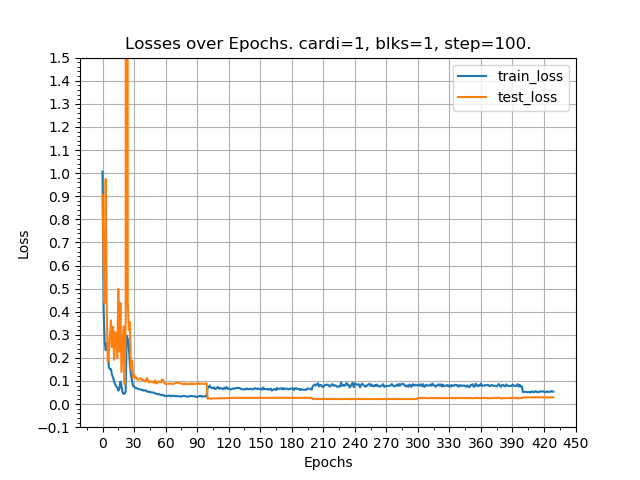 Losses over Epochs. cardi=1, blks=1, step=100.
train_loss
test_loss
1.5
1.4
1.3
1.2
1.1
1.0
0.9
0.8
0.7
0.6
0.5
0.4
0.3
0.2
0.1
0.0
−0.1
Loss
0 30 60 90 120 150 180 210 240 270 300 330 360 390 420 450
Epochs